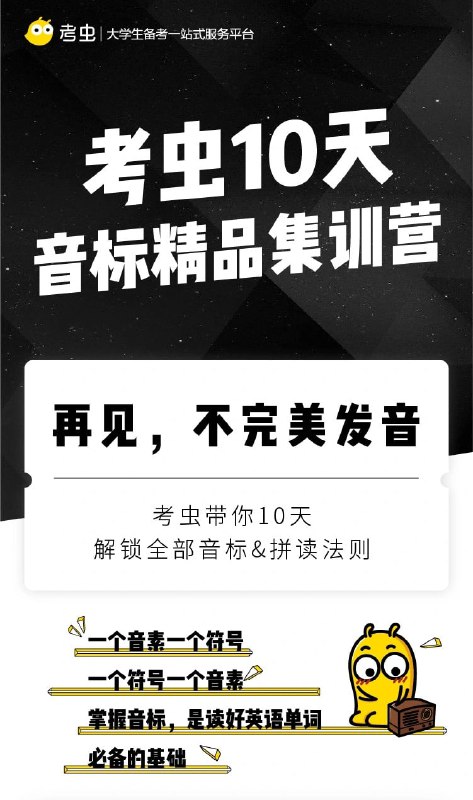 考虫|大学生备考一站式服务平台
考虫10天
音标精品集训营
再见，不完美发音
考虫带你10天
解锁全部音标&拼读法则
一个音素一个符号
一个符号一个音素
掌握音标，是读好英语单词
必备的基础